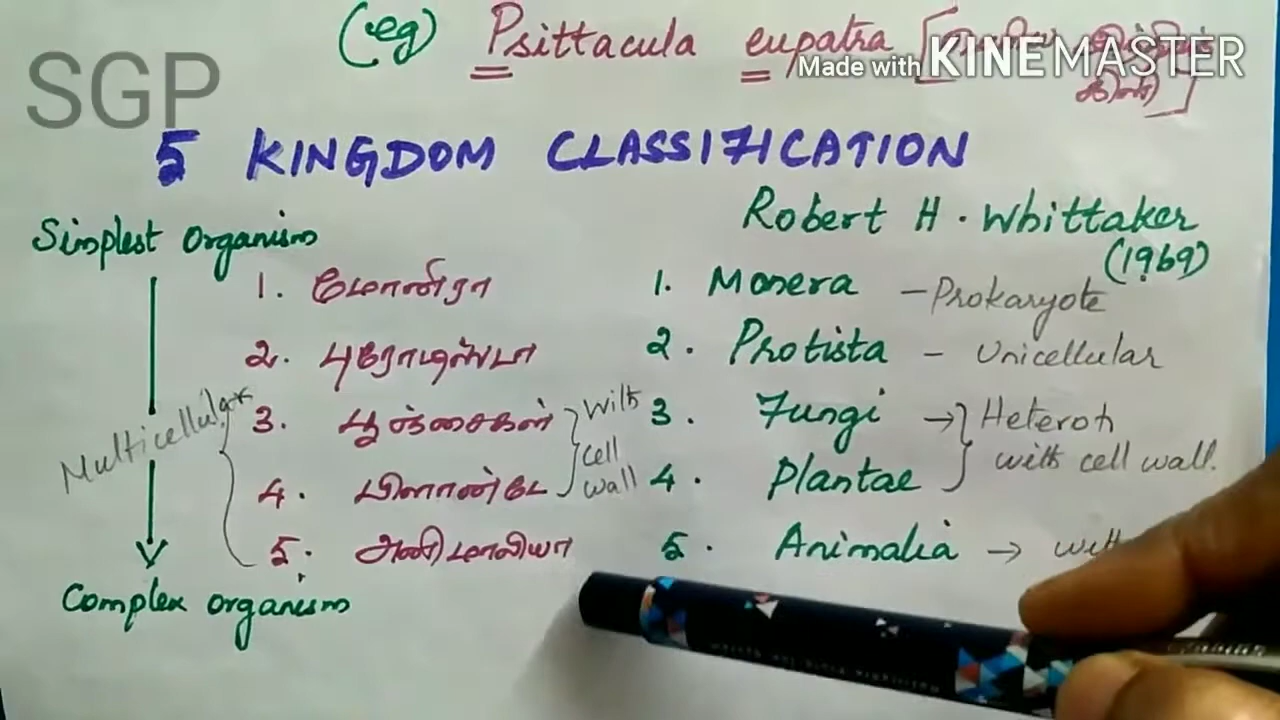 (eg) Psittacula eupatra
Made with KINEMASTER
SGP
5 KINGDOM CLASSIFICATION
Simplest organism
Robert H. Whittaker
(1969)
1. மோனிரா
1. Monera - Prokaryote
2. புரோடிஸ்டா
2. Protista - Unicellular
Multicellular
3. பூஞ்சைகள்
With cell wall
3. Fungi → Heterotr
4. பிளாண்டே
4. Plantae with cell wall.
5. அனிமாலியா
5. Animalia →
Complex organism